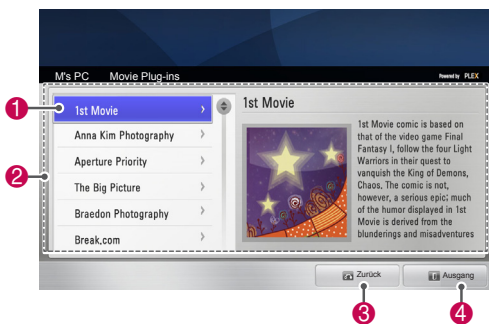 M's PC Movie Plug-ins
Powered by PLEX
1
1st Movie
Anna Kim Photography
Aperture Priority
2
The Big Picture
Braedon Photography
Break.com
1st Movie
1st Movie comic is based on
that of the video game Final
Fantasy I, follow the four Light
Warriors in their quest to
vanquish the King of Demons,
Chaos. The comic is not,
however, a serious epic; much
of the humor displayed in 1st
Movie is derived from the
blunderings and misadventures
Zurück
Ausgang
3
4